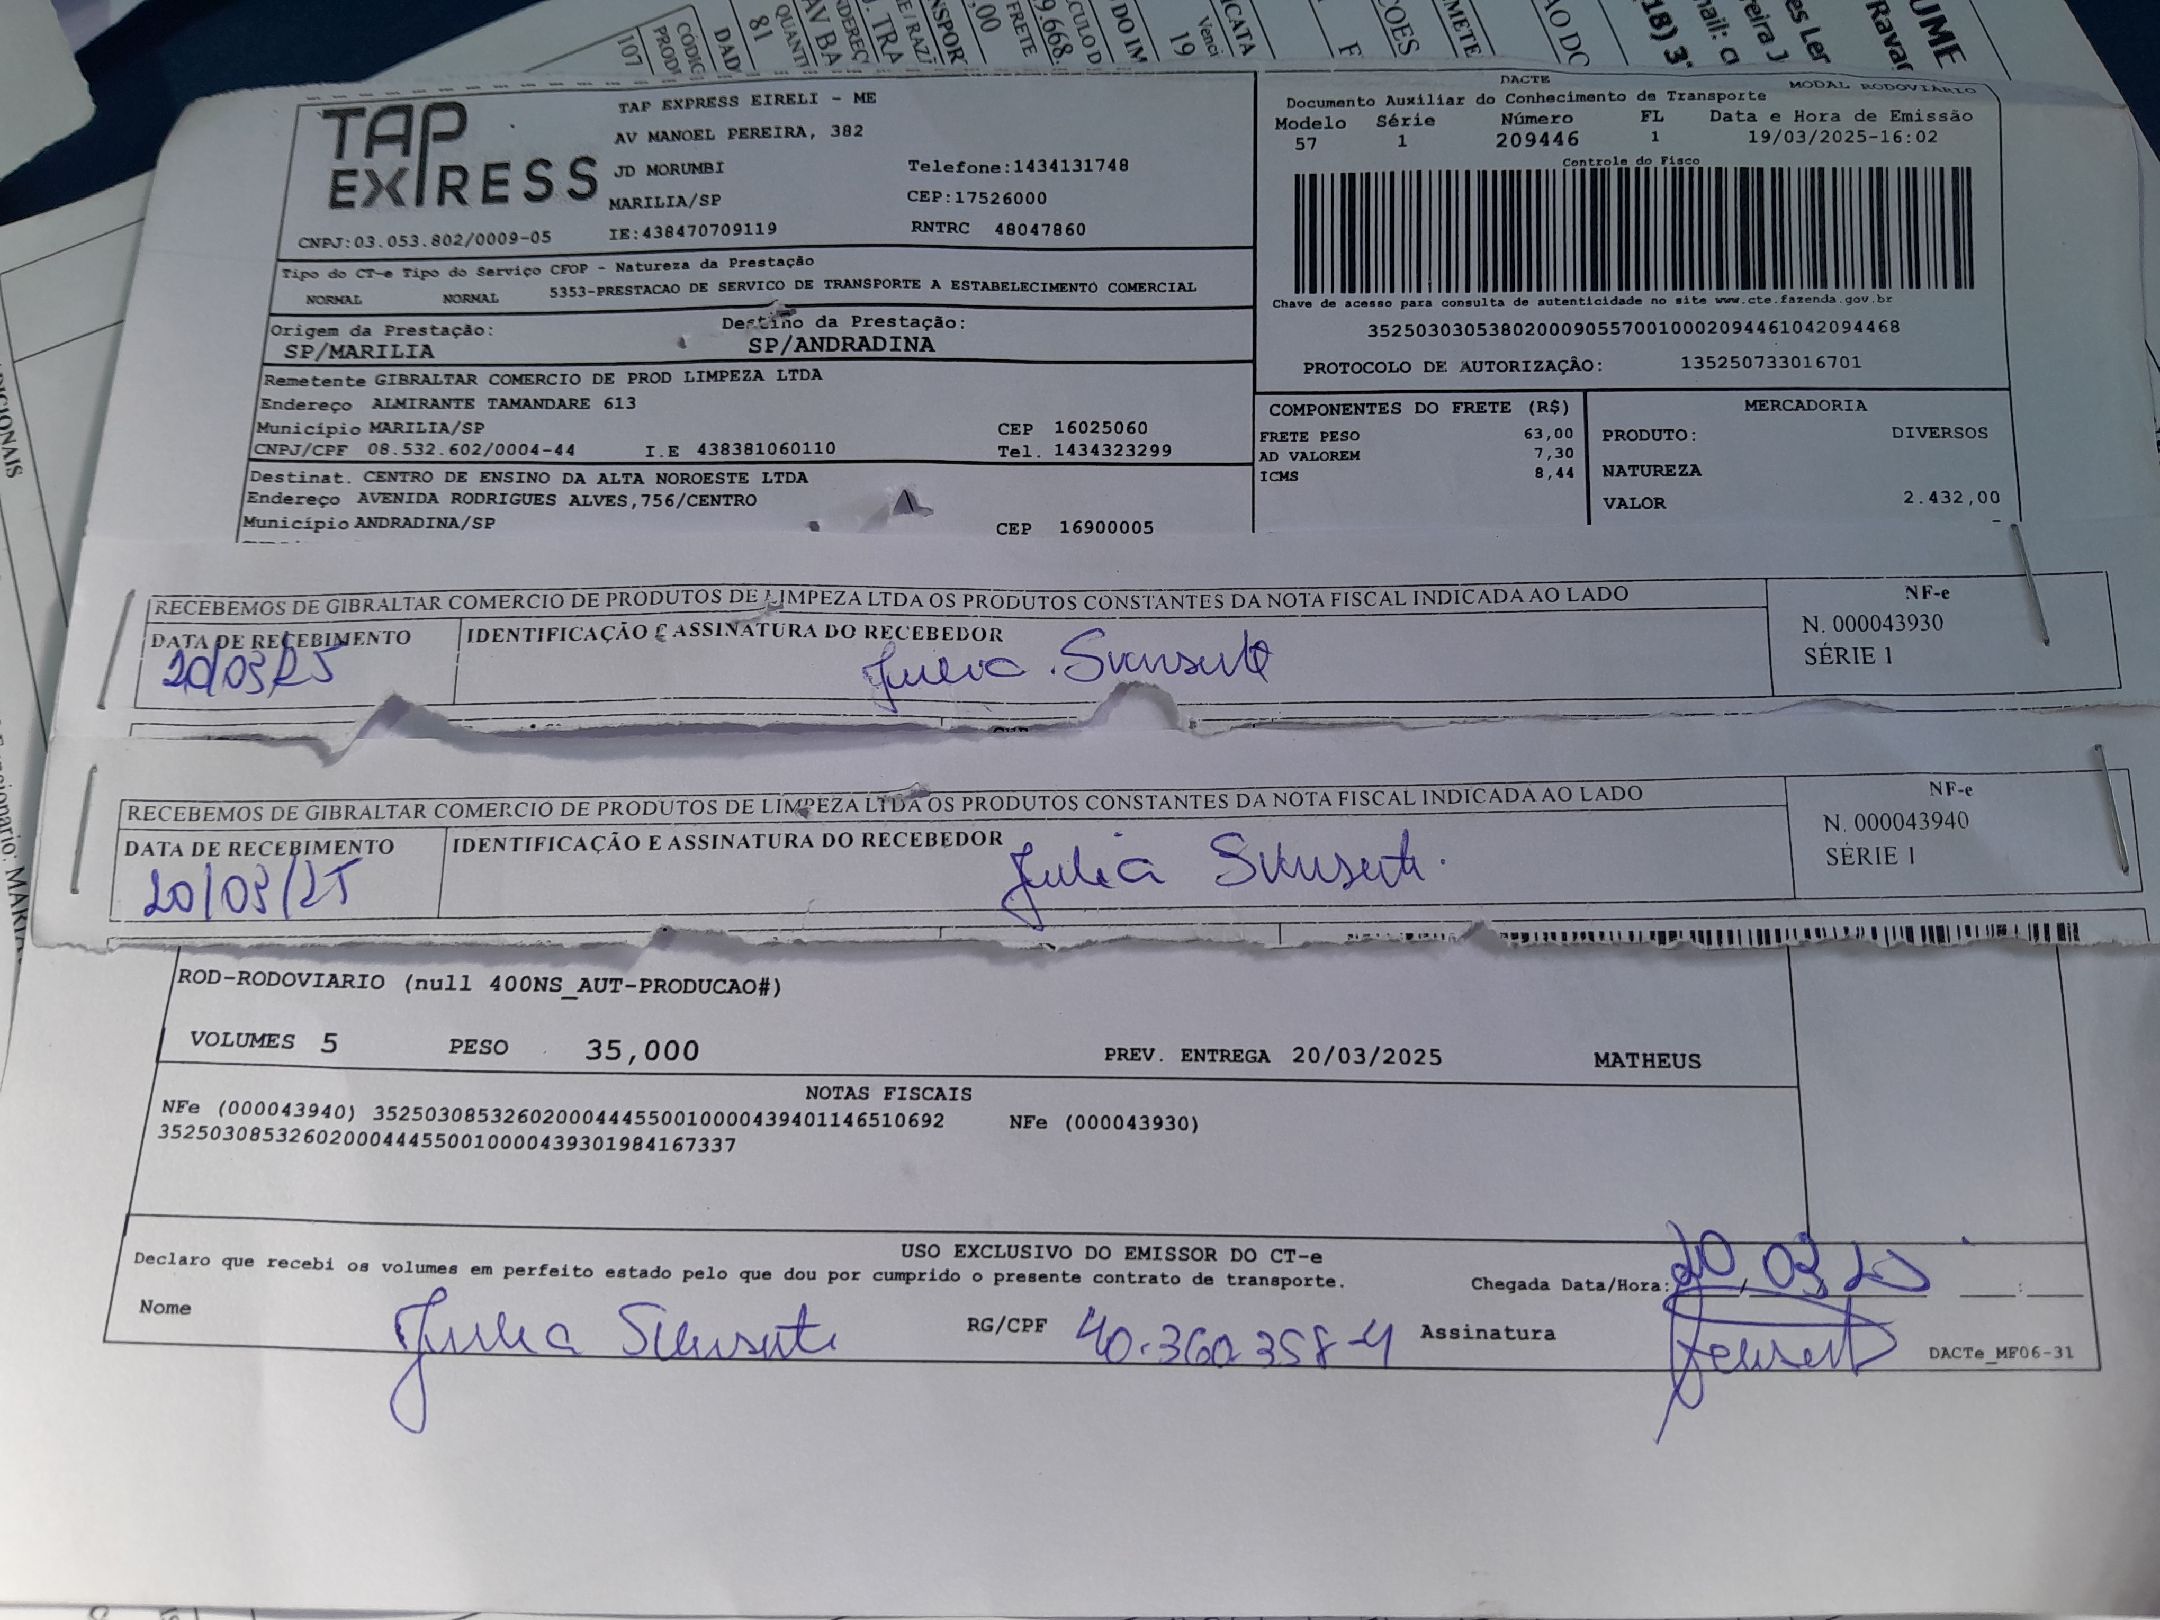 TAP EXPRESS
CNPJ:03.053.802/0009-05
TAP EXPRESS EIRELI - ME
AV MANOEL PEREIRA, 382
JD MORUMBI
MARILIA/SP
IE:438470709119
Telefone:1434131748
CEP:17526000
RNTRC 48047860
DACTE
MODAL RODOVIÁRIO
Documento Auxiliar do Conhecimento de Transporte
Modelo Série Número FL Data e Hora de Emissão
57 1 209446 1 19/03/2025-16:02
Controle do Fisco
Chave de acesso para consulta de autenticidade no site www.cte.fazenda.gov.br
35250303053802000905570010002094461042094468
PROTOCOLO DE AUTORIZAÇÃO: 135250733016701
Tipo do CT-e Tipo do Serviço CFOP - Natureza da Prestação
NORMAL NORMAL 5353-PRESTACAO DE SERVICO DE TRANSPORTE A ESTABELECIMENTO COMERCIAL
Origem da Prestação: Destino da Prestação:
SP/MARILIA SP/ANDRADINA
Remetente GIBRALTAR COMERCIO DE PROD LIMPEZA LTDA
Endereço ALMIRANTE TAMANDARE 613
Município MARILIA/SP CEP 16025060
CNPJ/CPF 08.532.602/0004-44 I.E 438381060110 Tel. 1434323299
Destinat. CENTRO DE ENSINO DA ALTA NOROESTE LTDA
Endereço AVENIDA RODRIGUES ALVES,756/CENTRO
Município ANDRADINA/SP CEP 16900005
COMPONENTES DO FRETE (R$)
FRETE PESO 63,00
AD VALOREM 7,30
ICMS 8,44
MERCADORIA
PRODUTO: DIVERSOS
NATUREZA
VALOR 2.432,00
RECEBEMOS DE GIBRALTAR COMERCIO DE PRODUTOS DE LIMPEZA LTDA OS PRODUTOS CONSTANTES DA NOTA FISCAL INDICADA AO LADO
DATA DE RECEBIMENTO IDENTIFICAÇÃO E ASSINATURA DO RECEBEDOR
20/03/25
NF-e
N. 000043930
SÉRIE 1
RECEBEMOS DE GIBRALTAR COMERCIO DE PRODUTOS DE LIMPEZA LTDA OS PRODUTOS CONSTANTES DA NOTA FISCAL INDICADA AO LADO
DATA DE RECEBIMENTO IDENTIFICAÇÃO E ASSINATURA DO RECEBEDOR
20/03/25 Julia
NF-e
N. 000043940
SÉRIE 1
ROD-RODOVIARIO (null 400NS_AUT-PRODUCAO#)
VOLUMES 5 PESO 35,000 PREV. ENTREGA 20/03/2025 MATHEUS
NOTAS FISCAIS
NFe (000043940) 35250308532602000444550010000439401146510692 NFe (000043930)
35250308532602000444550010000439301984167337
USO EXCLUSIVO DO EMISSOR DO CT-e
Declaro que recebi os volumes em perfeito estado pelo que dou por cumprido o presente contrato de transporte. Chegada Data/Hora: 20, 03, 25
Nome Julia RG/CPF 40.360.358-4 Assinatura
DACTe_MF06-31